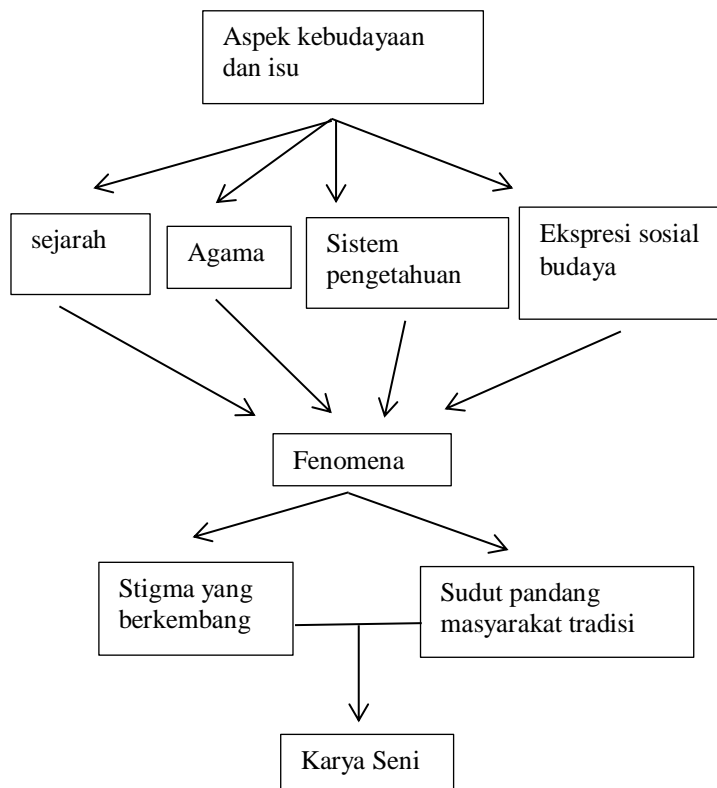 Aspek kebudayaan
dan isu
sejarah
Agama
Sistem
pengetahuan
Ekspresi sosial
budaya
Fenomena
Stigma yang
berkembang
Sudut pandang
masyarakat tradisi
Karya Seni